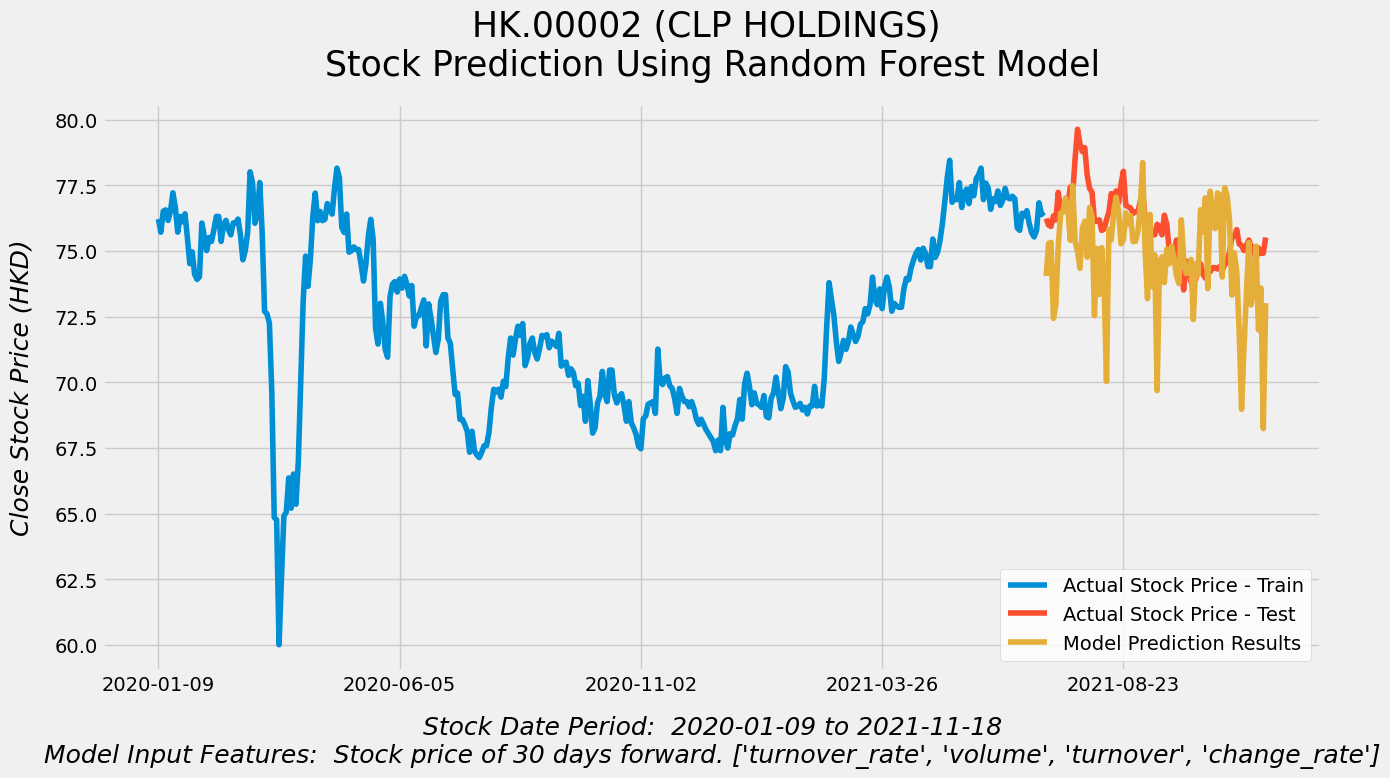 HK.00002 (CLP HOLDINGS)
Stock Prediction Using Random Forest Model
Close Stock Price (HKD)
80.0
77.5
75.0
72.5
70.0
67.5
65.0
62.5
60.0
Actual Stock Price - Train
Actual Stock Price - Test
Model Prediction Results
2020-01-09
2020-06-05
2020-11-02
2021-03-26
2021-08-23
Stock Date Period:  2020-01-09 to 2021-11-18
Model Input Features:  Stock price of 30 days forward. ['turnover_rate', 'volume', 'turnover', 'change_rate']